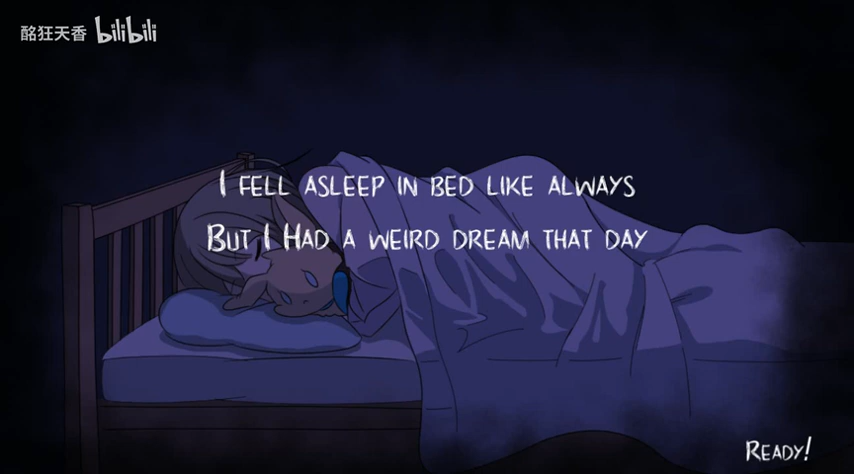 酩狂天香 bilibili
I FELL ASLEEP IN BED LIKE ALWAYS
BUT I HAD A WEIRD DREAM THAT DAY
READY!